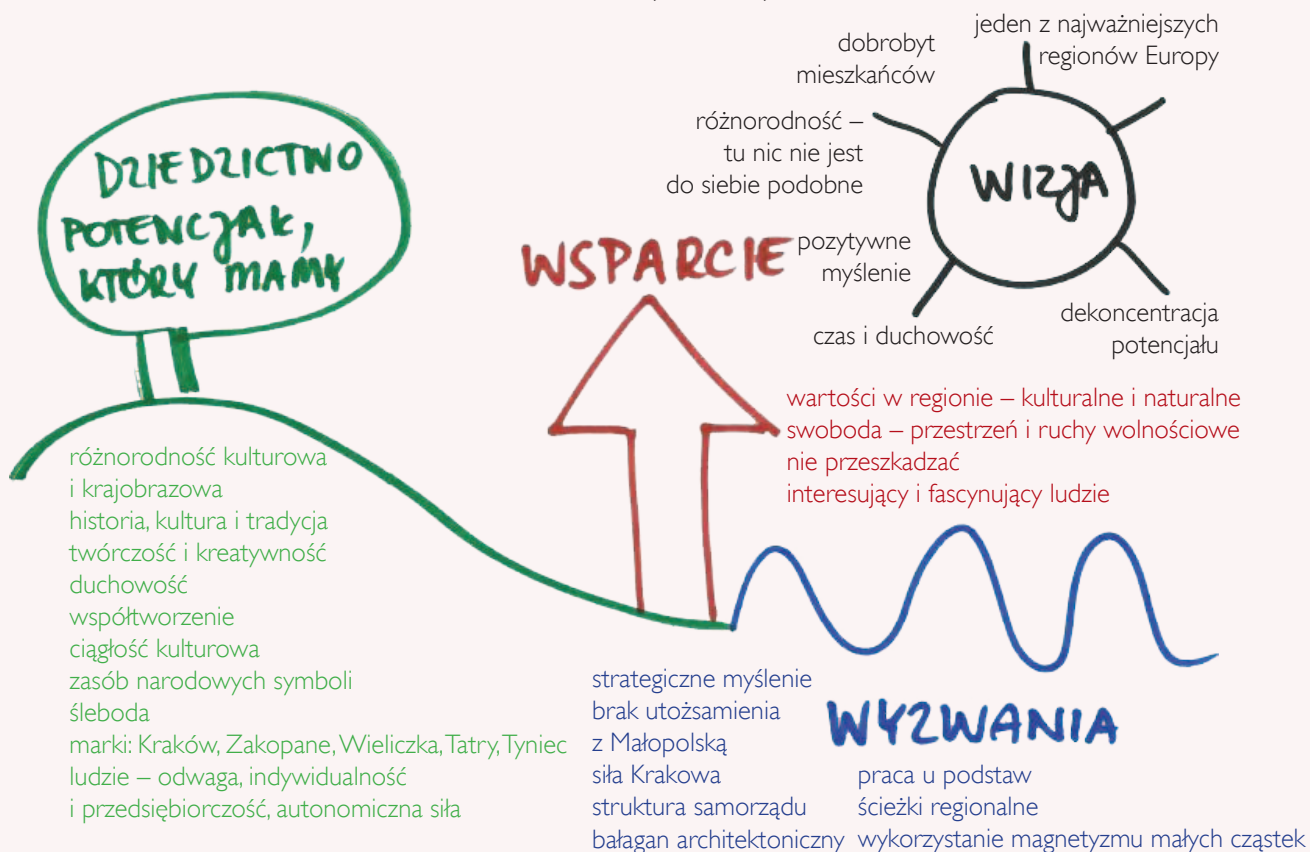 jeden z najważniejszych
regionów Europy
dobrobyt
mieszkańców
różnorodność –
tu nic nie jest
do siebie podobne
WIZJA
pozytywne
myślenie
czas i duchowość
dekoncentracja
potencjału
DZIEDZICTWO
POTENCJAŁ,
KTÓRY MAMY
WSPARCIE
wartości w regionie – kulturalne i naturalne
swoboda – przestrzeń i ruchy wolnościowe
nie przeszkadzać
interesujący i fascynujący ludzie
różnorodność kulturowa
i krajobrazowa
historia, kultura i tradycja
twórczość i kreatywność
duchowość
współtworzenie
ciągłość kulturowa
zasób narodowych symboli
śleboda
marki: Kraków, Zakopane, Wieliczka, Tatry, Tyniec
ludzie – odwaga, indywidualność
i przedsiębiorczość, autonomiczna siła
WYZWANIA
strategiczne myślenie
brak utożsamienia
z Małopolską
siła Krakowa
struktura samorządu
bałagan architektoniczny
praca u podstaw
ścieżki regionalne
wykorzystanie magnetyzmu małych cząstek